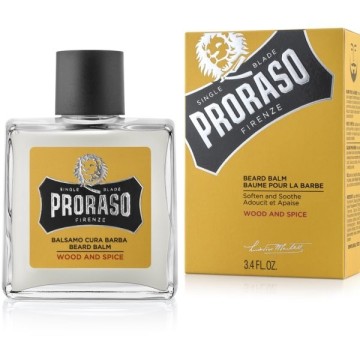 SINGLE BLADE
PRORASO
FIRENZE
BALSAMO CURA BARBA
BEARD BALM
WOOD AND SPICE
SINGLE BLADE
PRORASO
FIRENZE
BEARD BALM
BAUME POUR LA BARBE
Soften and Soothe
Adoucit et Apaise
WOOD AND SPICE
3.4 FL.OZ.